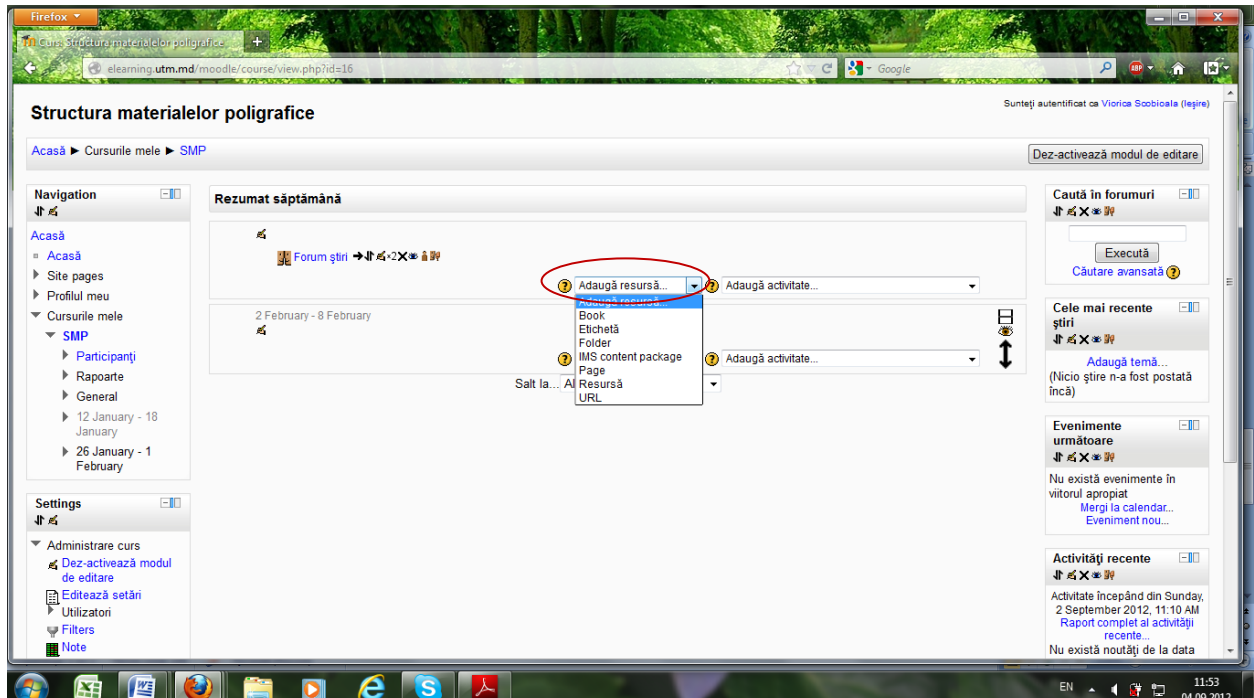 Firefox
Curs: Structura materialelor poligrafice
elearning.utm.md/moodle/course/view.php?id=16
Google
ABP
Structura materialelor poligrafice
Sunteţi autentificat ca Viorica Scobioala (Ieşire)
Acasă ► Cursurile mele ► SMP
Dez-activează modul de editare
Navigation
Acasă
Acasă
Site pages
Profilul meu
Cursurile mele
SMP
Participanţi
Rapoarte
General
12 January - 18
January
26 January - 1
February
Settings
Administrare curs
Dez-activează modul
de editare
Editează setări
Utilizatori
Filters
Note
Rezumat săptămână
Forum ştiri
×2
Adaugă resursă...
Adaugă activitate...
Adaugă resursă...
Book
Etichetă
Folder
IMS content package
Page
Resursă
URL
2 February - 8 February
Adaugă activitate...
Salt la...
Caută în forumuri
Execută
Căutare avansată
Cele mai recente
ştiri
Adaugă temă...
(Nicio ştire n-a fost postată
încă)
Evenimente
următoare
Nu există evenimente în
viitorul apropiat
Mergi la calendar...
Eveniment nou...
Activităţi recente
Activitate începând din Sunday,
2 September 2012, 11:10 AM
Raport complet al activităţii
recente...
Nu există noutăţi de la data
EN
11:53
04.09.2012